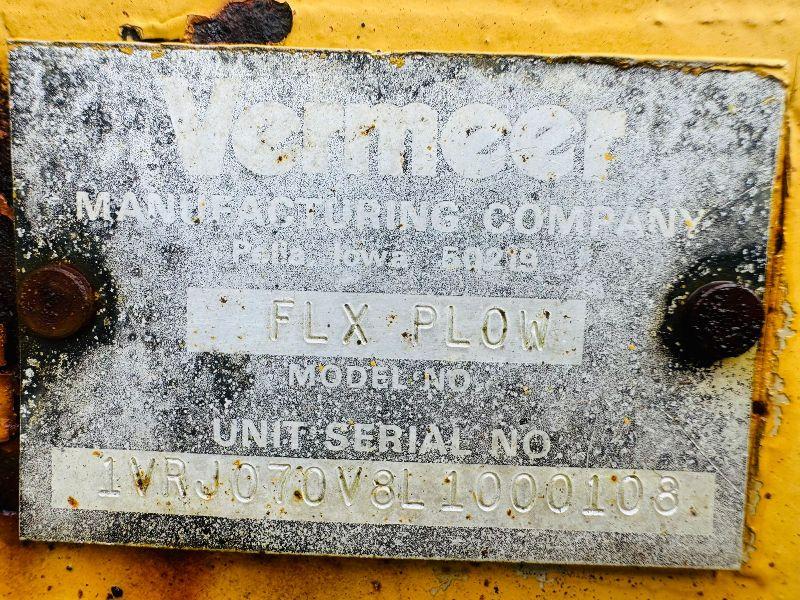 Vermeer
MANUFACTURING COMPANY
Pella Iowa 50219
FLX PLOW
MODEL NO.
UNIT SERIAL NO
1VRJ070V8L1000108